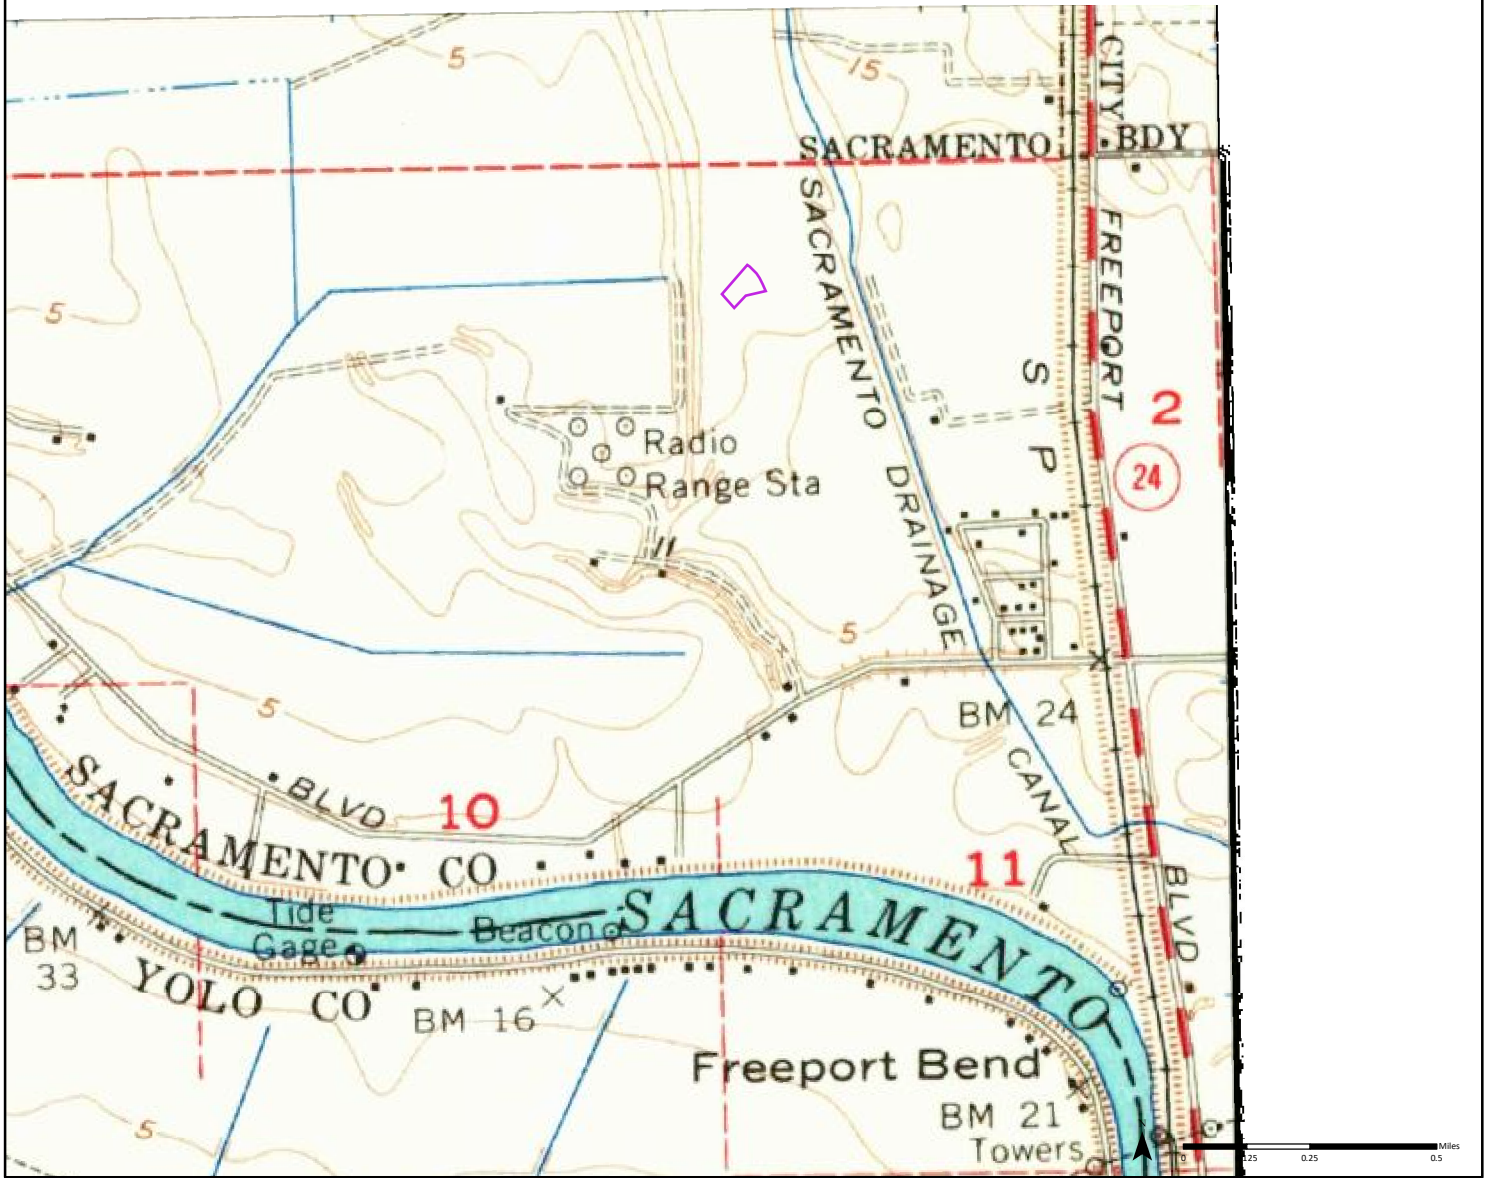 5
15
CITY
SACRAMENTO
BDY
SACRAMENTO
FREEPORT
5
S
2
P
24
Radio
Range Sta
DRAINAGE
5
5
BM 24
CANAL
SACRAMENTO CO
BLVD
10
11
BLVD
Tide
Gage
Beacon
SACRAMENTO
BM
33
YOLO CO
BM 16
Freeport Bend
BM 21
Towers
5
0
0.25
0.5
Miles